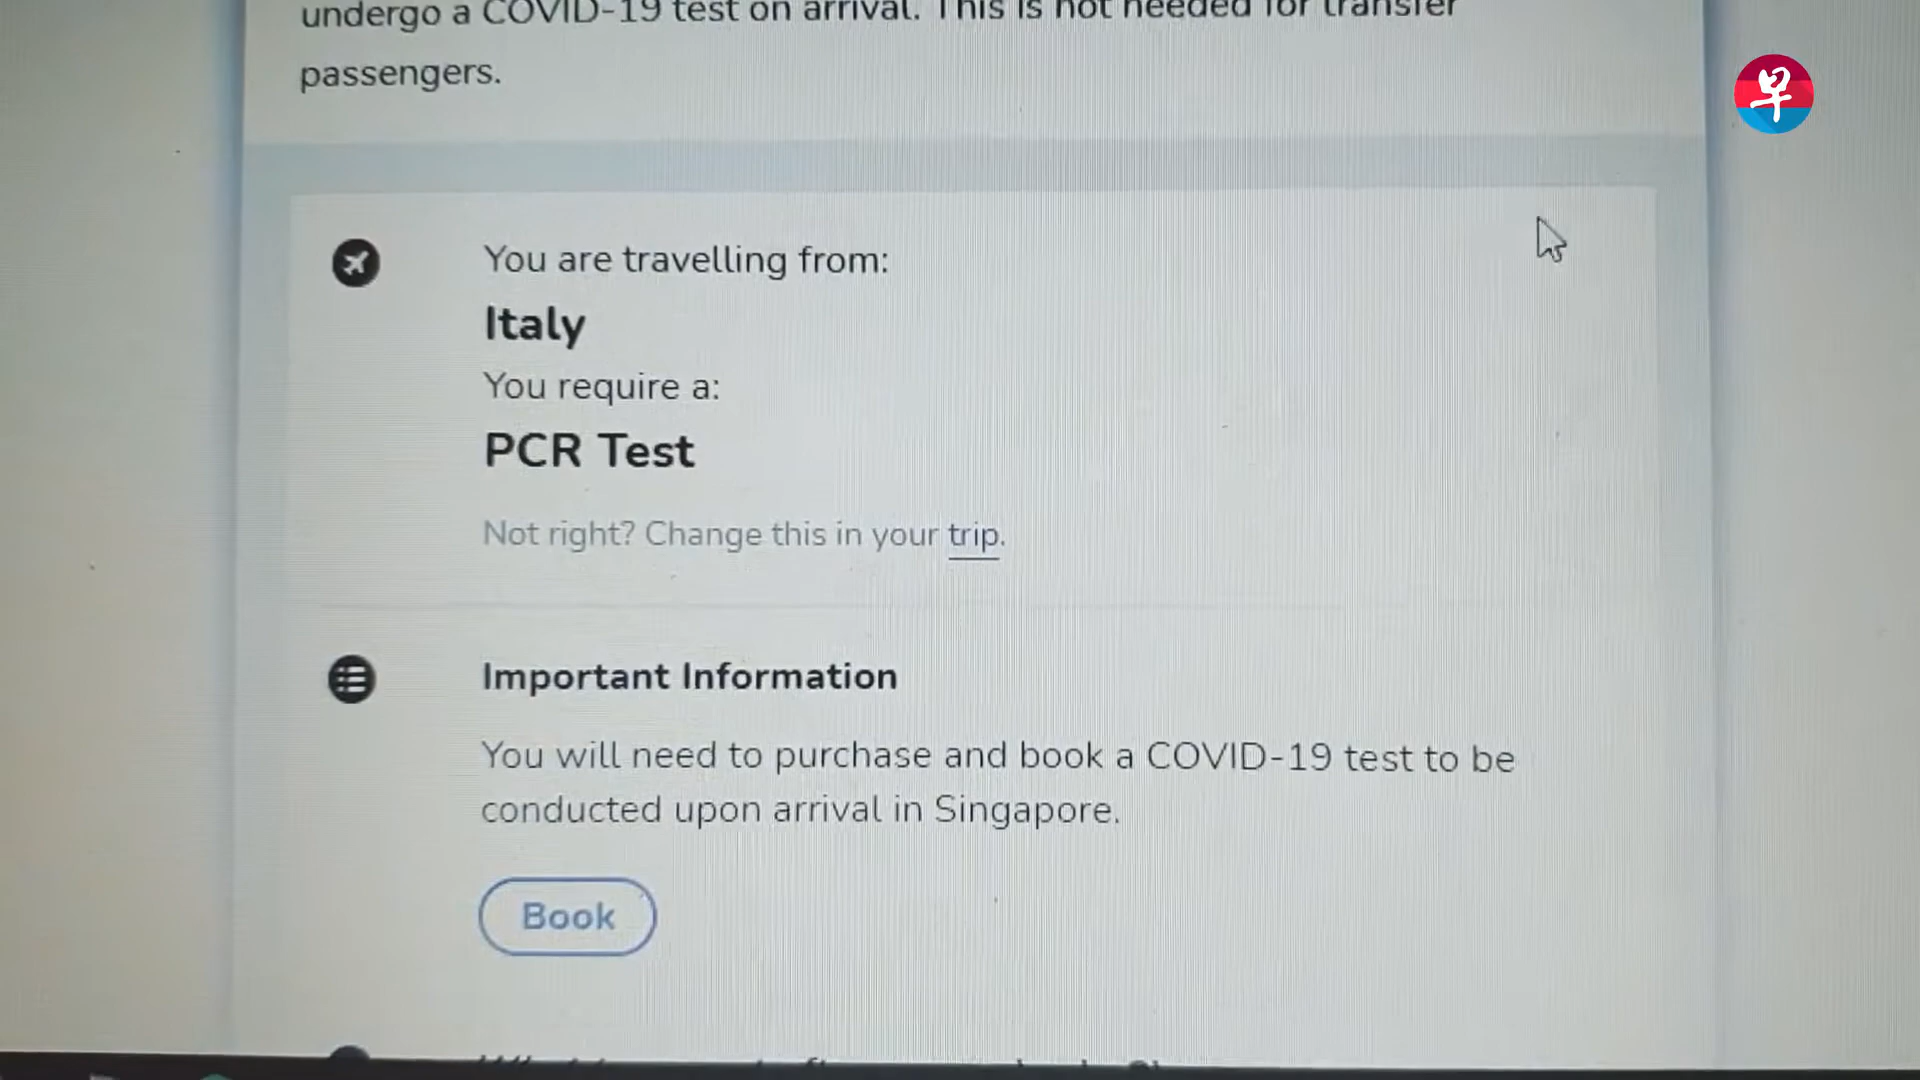 undergo a COVID-19 test on arrival. This is not needed for transfer
passengers.
早
You are travelling from:
Italy
You require a:
PCR Test
Not right? Change this in your trip.
Important Information
You will need to purchase and book a COVID-19 test to be
conducted upon arrival in Singapore.
Book